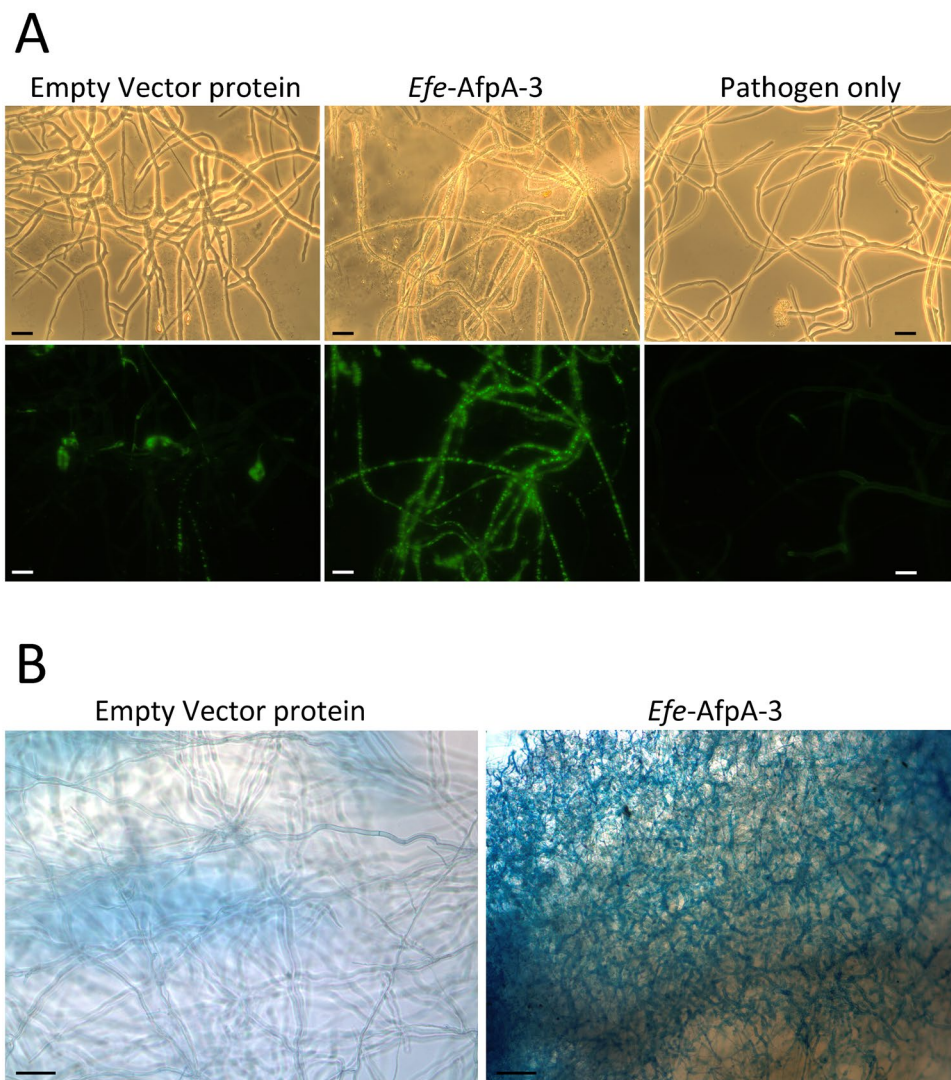 A
Empty Vector protein
Efe-AfpA-3
Pathogen only
B
Empty Vector protein
Efe-AfpA-3